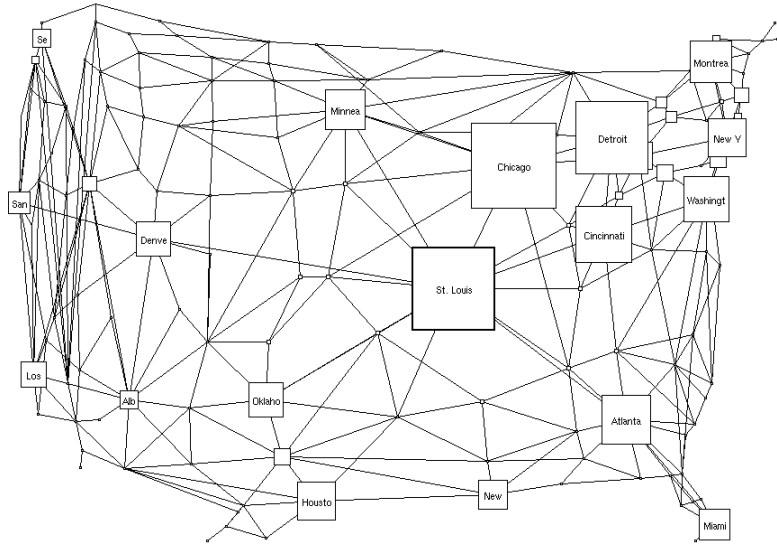 Se
Montrea
Minnea
Detroit
New Y
Chicago
San
Washingt
Denve
Cincinnati
St. Louis
Los
Alb
Oklaho
Atlanta
Housto
New
Miami